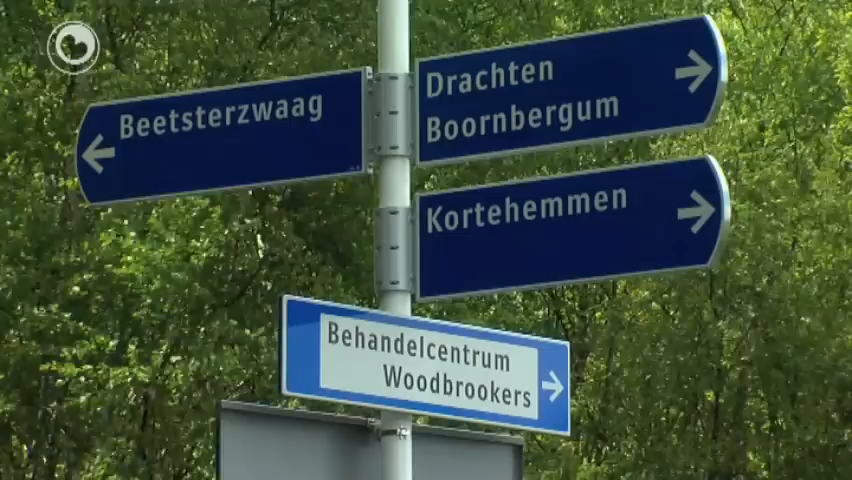 Beetsterzwaag
Drachten
Boornbergum
Kortehemmen
Behandelcentrum
Woodbrookers